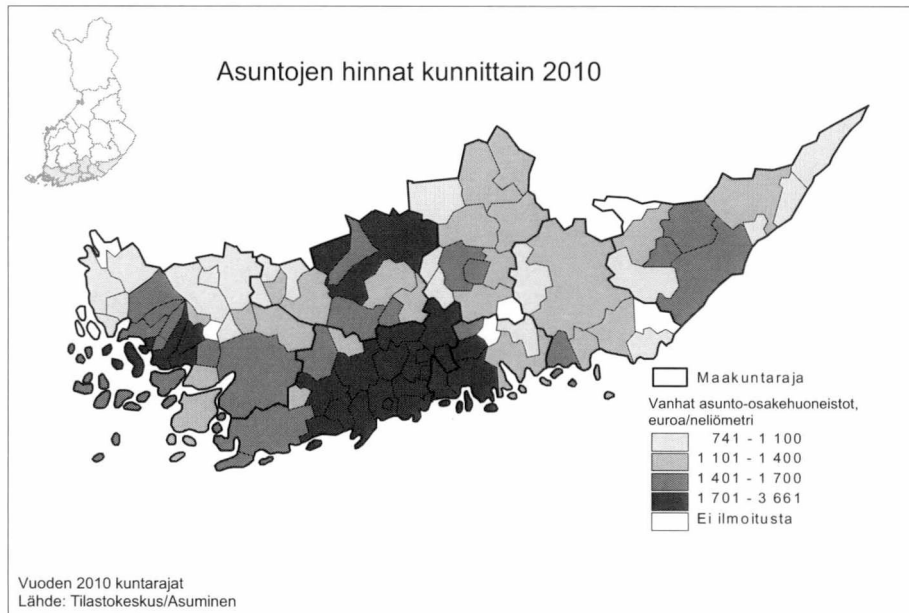 Asuntojen hinnat kunnittain 2010
Maakuntaraja
Vanhat asunto-osakehuoneistot,
euroa/neliömetri
741 - 1 100
1 101 - 1 400
1 401 - 1 700
1 701 - 3 661
Ei ilmoitusta
Vuoden 2010 kuntarajat
Lähde: Tilastokeskus/Asuminen